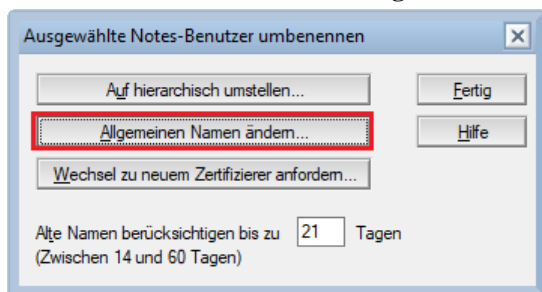 Ausgewählte Notes-Benutzer umbenennen
Auf hierarchisch umstellen...
Fertig
Allgemeinen Namen ändern...
Hilfe
Wechsel zu neuem Zertifizierer anfordern...
Alte Namen berücksichtigen bis zu 21 Tagen
(Zwischen 14 und 60 Tagen)